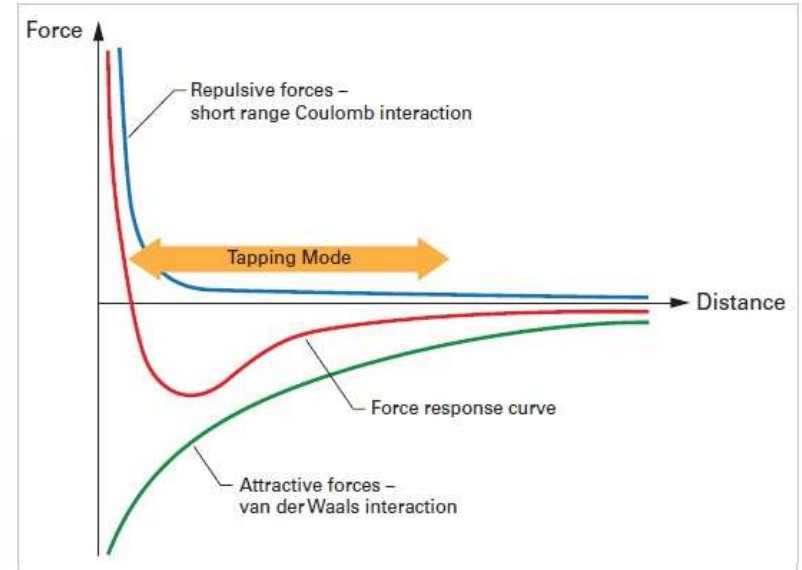 Force
Repulsive forces –
short range Coulomb interaction
Tapping Mode
Distance
Force response curve
Attractive forces –
van der Waals interaction